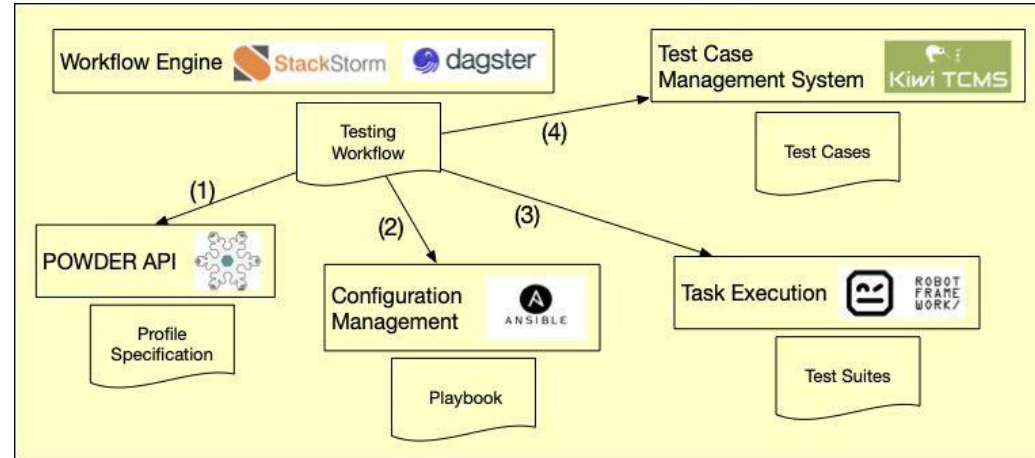 Workflow Engine
StackStorm
dagster
Test Case
Management System
Kiwi TCMS
Testing
Workflow
(4)
Test Cases
(1)
(2)
(3)
POWDER API
Configuration
Management
ANSIBLE
Task Execution
ROBOT
FRAME
WORK/
Profile
Specification
Playbook
Test Suites